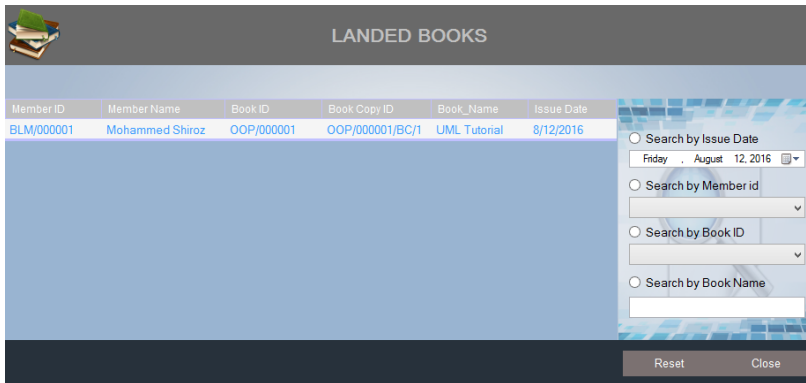 LANDED BOOKS
Member ID Member Name Book ID Book Copy ID Book_Name Issue Date
BLM/000001 Mohammed Shiroz OOP/000001 OOP/000001/BC/1 UML Tutorial 8/12/2016
Search by Issue Date
Friday , August 12, 2016
Search by Member id
Search by Book ID
Search by Book Name
Reset Close